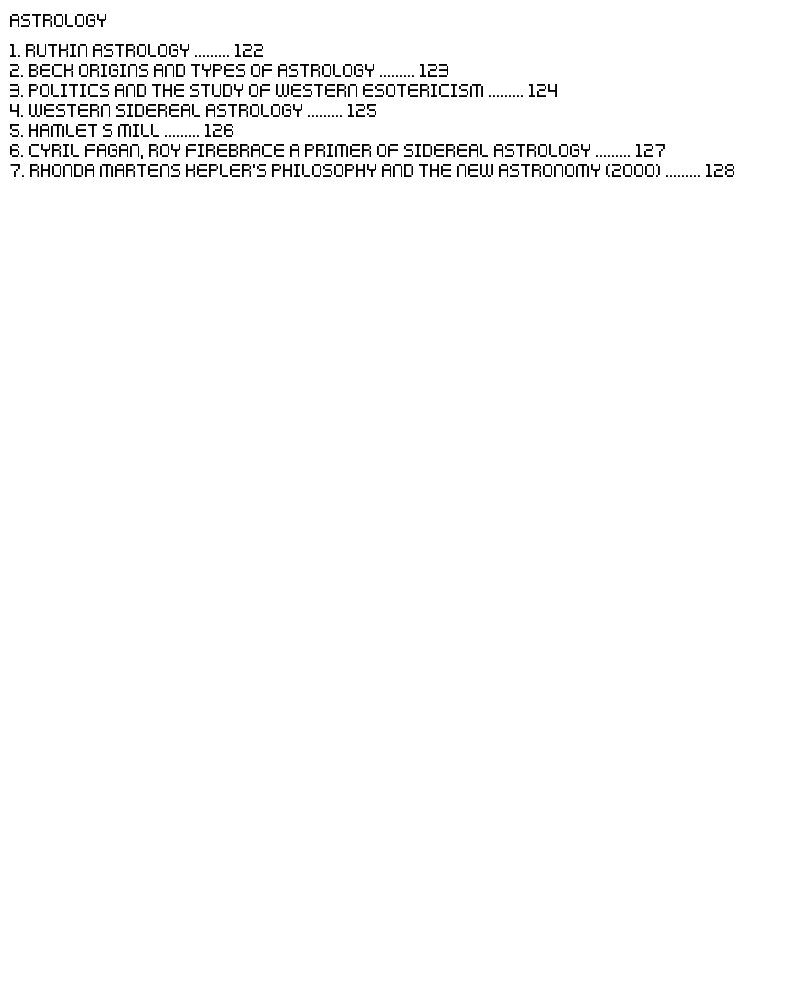 ASTROLOGY
1. RUTKIN ASTROLOGY ......... 122
2. BECK ORIGINS AND TYPES OF ASTROLOGY ......... 123
3. POLITICS AND THE STUDY OF WESTERN ESOTERICISM ......... 124
4. WESTERN SIDEREAL ASTROLOGY ......... 125
5. HAMLET S MILL ......... 126
6. CYRIL FAGAN, ROY FIREBRACE A PRIMER OF SIDEREAL ASTROLOGY ......... 127
7. RHONDA MARTENS KEPLER'S PHILOSOPHY AND THE NEW ASTRONOMY (2000) ......... 128